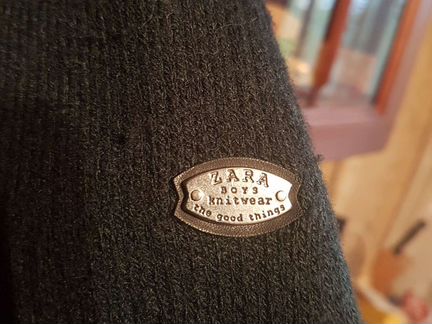 ZARA
BOYS
knitwear
the good things